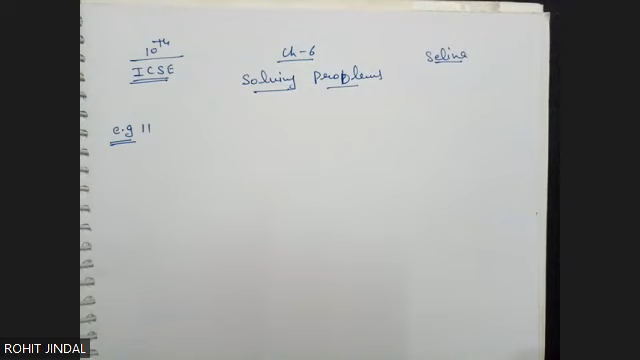 10th Ch-6 Selina
ICSE Solving Problems
e.g 11
ROHIT JINDAL